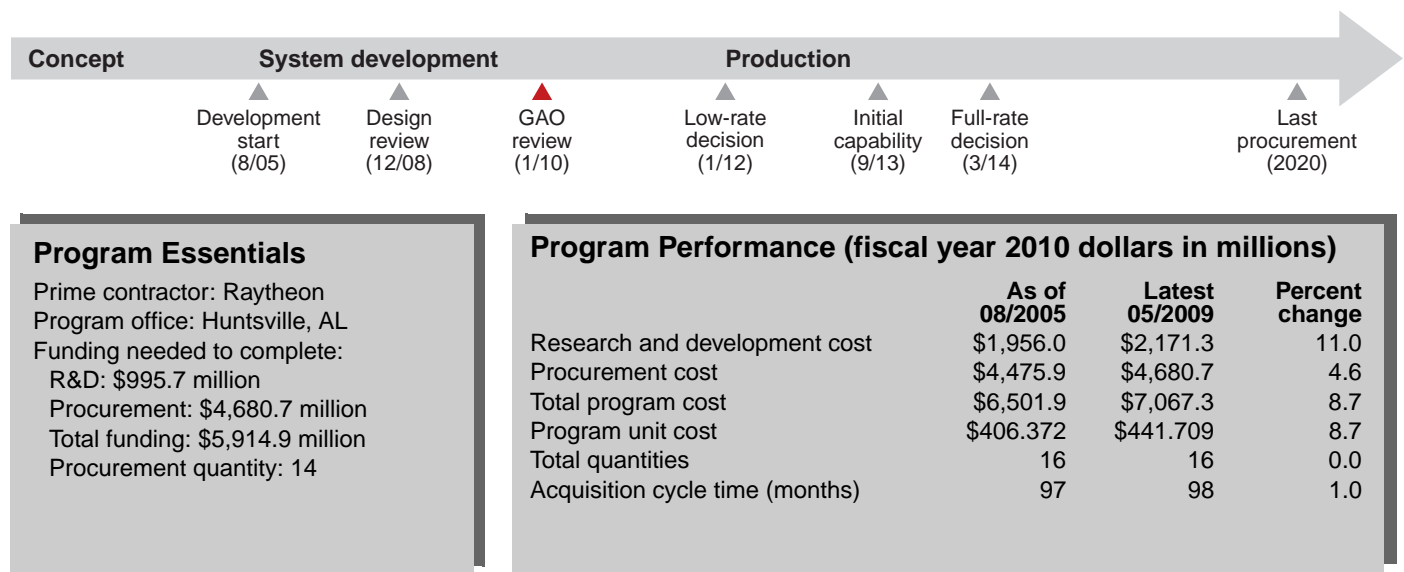 Concept System development Production
Development start (8/05)
Design review (12/08)
GAO review (1/10)
Low-rate decision (1/12)
Initial capability (9/13)
Full-rate decision (3/14)
Last procurement (2020)
Program Essentials
Prime contractor: Raytheon
Program office: Huntsville, AL
Funding needed to complete:
R&D: $995.7 million
Procurement: $4,680.7 million
Total funding: $5,914.9 million
Procurement quantity: 14
Program Performance (fiscal year 2010 dollars in millions)
As of 08/2005 Latest 05/2009 Percent change
Research and development cost $1,956.0 $2,171.3 11.0
Procurement cost $4,475.9 $4,680.7 4.6
Total program cost $6,501.9 $7,067.3 8.7
Program unit cost $406.372 $441.709 8.7
Total quantities 16 16 0.0
Acquisition cycle time (months) 97 98 1.0